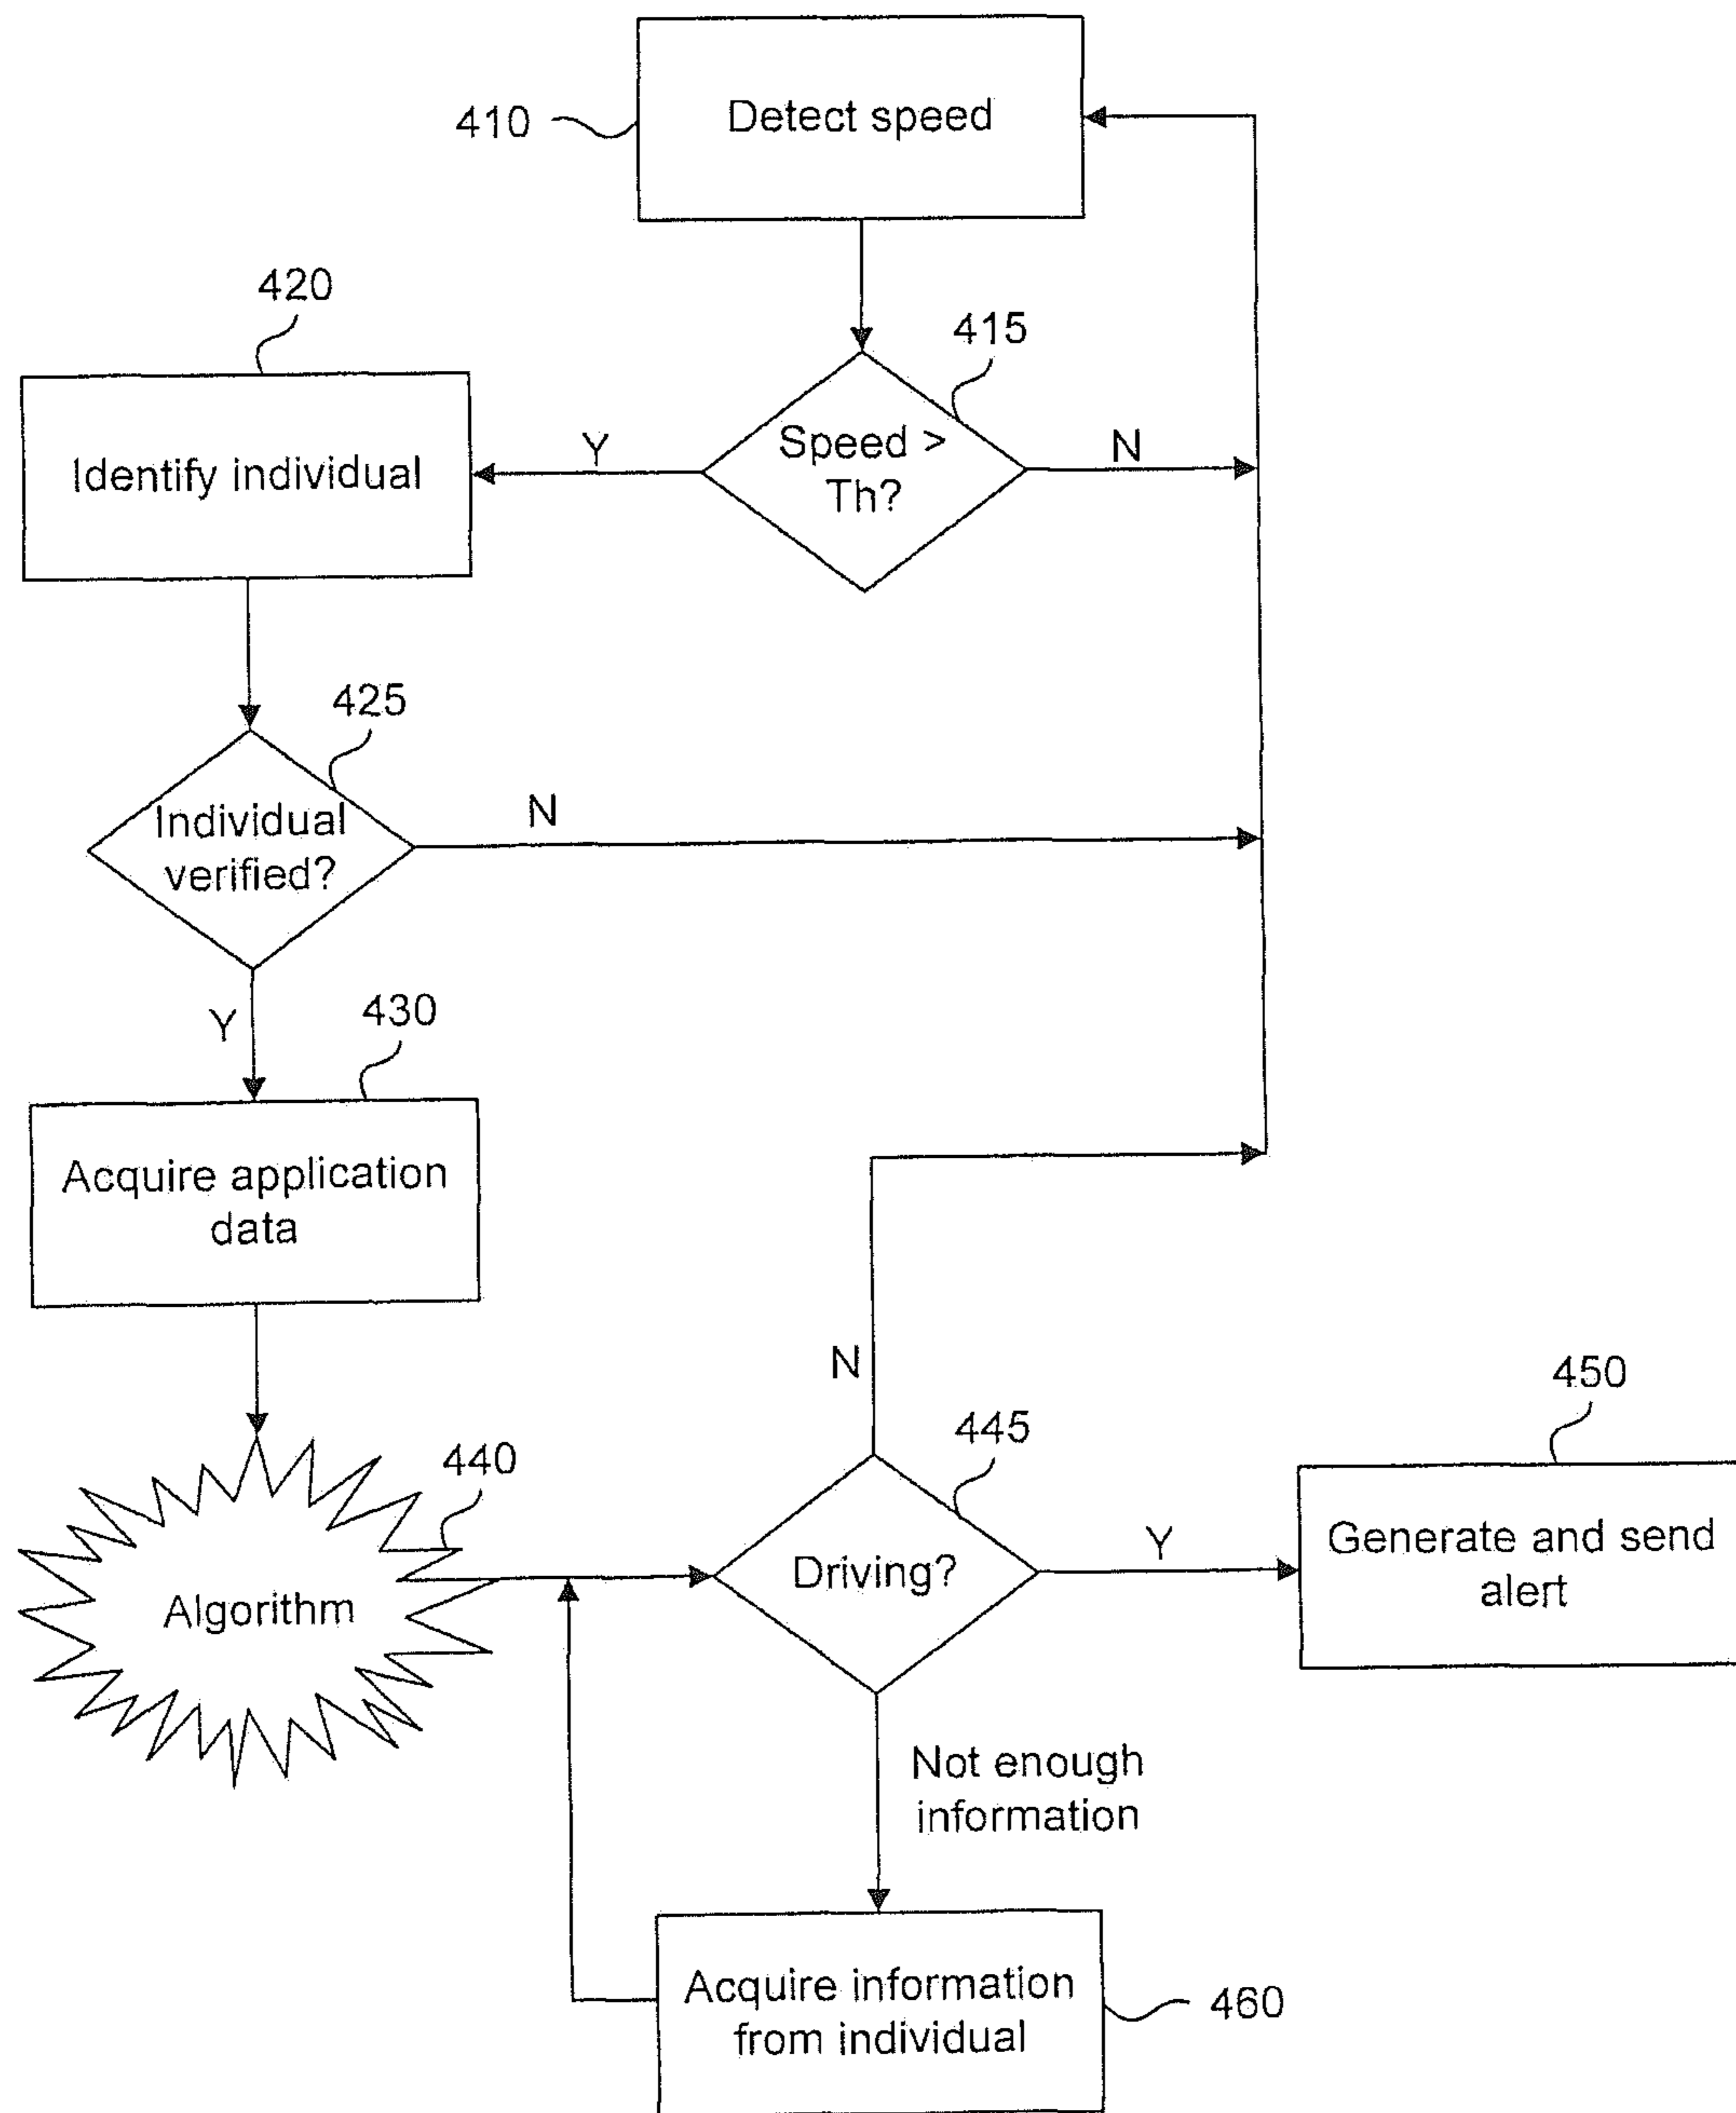 410
Detect speed
420
415
Identify individual
Y
Speed >
Th?
N
425
Individual
verified?
N
Y
430
Acquire application
data
N
440
445
450
Algorithm
Driving?
Y
Generate and send
alert
Not enough
information
Acquire information
from individual
460